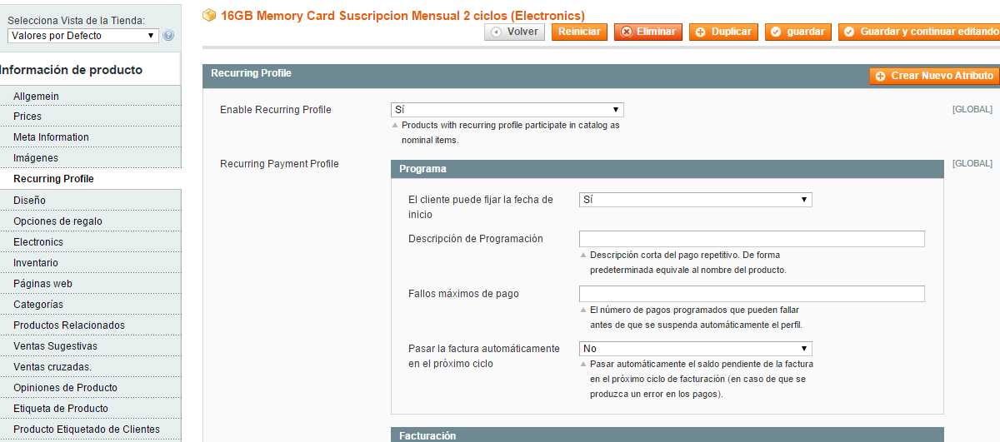 Selecciona Vista de la Tienda:
Valores por Defecto
Información de producto
Allgemein
Prices
Meta Information
Imágenes
Recurring Profile
Diseño
Opciones de regalo
Electronics
Inventario
Páginas web
Categorías
Productos Relacionados
Ventas Sugestivas
Ventas cruzadas.
Opiniones de Producto
Etiqueta de Producto
Producto Etiquetado de Clientes
16GB Memory Card Suscripcion Mensual 2 ciclos (Electronics)
Volver Reiniciar Eliminar Duplicar guardar Guardar y continuar editando
Recurring Profile
Crear Nuevo Atributo
Enable Recurring Profile
Sí
[GLOBAL]
Products with recurring profile participate in catalog as
nominal items.
Recurring Payment Profile
[GLOBAL]
Programa
El cliente puede fijar la fecha de
inicio
Sí
Descripción de Programación
Descripción corta del pago repetitivo. De forma
predeterminada equivale al nombre del producto.
Fallos máximos de pago
El número de pagos programados que pueden fallar
antes de que se suspenda automáticamente el perfil.
Pasar la factura automáticamente
en el próximo ciclo
No
Pasar automáticamente el saldo pendiente de la factura
en el próximo ciclo de facturación (en caso de que se
produzca un error en los pagos).
Facturación